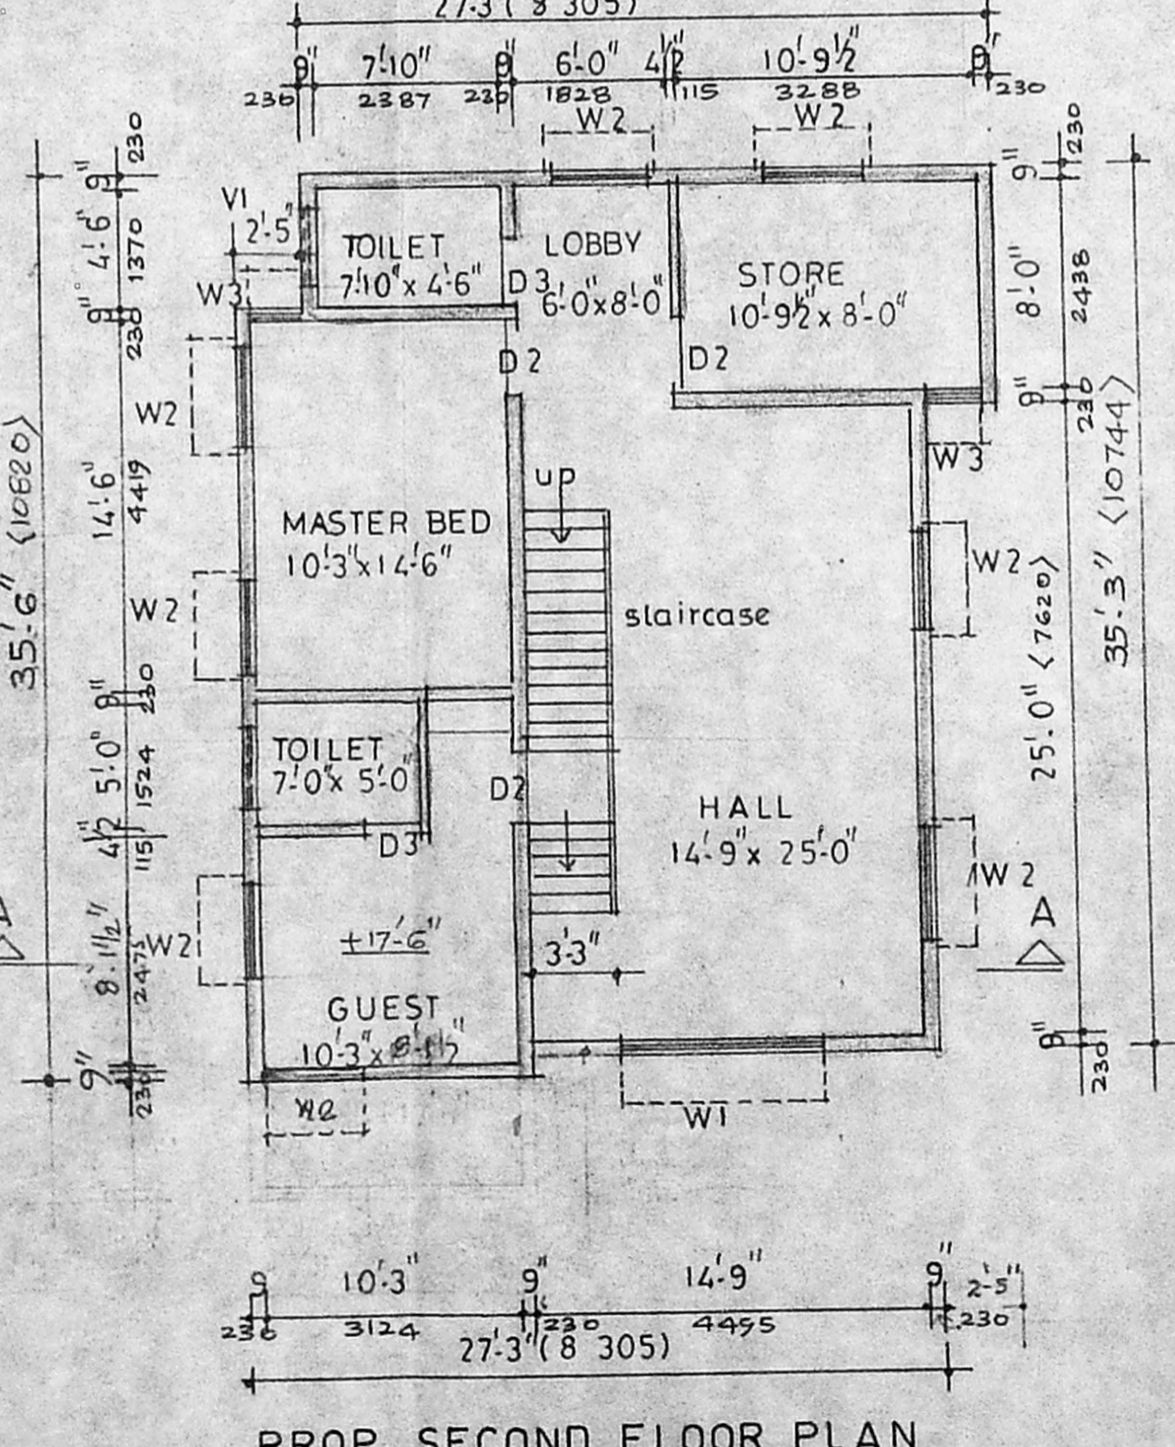 27'-3"(8 305)
9" 7'-10" 9" 6'-0" 4½" 10'-9½" 9"
230 2387 230 1828 115 3288 230
W2 W2
9" 230
9" 230
V1
2'-5"
4'-6" 1370
TOILET
7'-10" x 4'-6"
LOBBY
6'-0"x8'-0"
D3
STORE
10'-9½" x 8'-0"
8'-0" 2438
W3
9" 230
D2
D2
9" 230
W2
W3
35'-6" <10820>
14'-6" 4419
35'-3" <10744>
up
MASTER BED
10'-3"x14'-6"
W2
W2
staircase
25'-0" <7620>
9" 230
TOILET
7'-0"x 5'-0"
5'-0" 1524
D2
HALL
14'-9"x 25'-0"
4½ 115
D3
W2
A
8'-1½" 2475
W2
+17'-6"
3'-3"
GUEST
10'-3"x
9" 230
9" 230
W1
9 10'-3" 9" 14'-9" 9" 2'-5"
230 3124 230 4495 230
27'-3"(8 305)
PROP. SECOND FLOOR PLAN